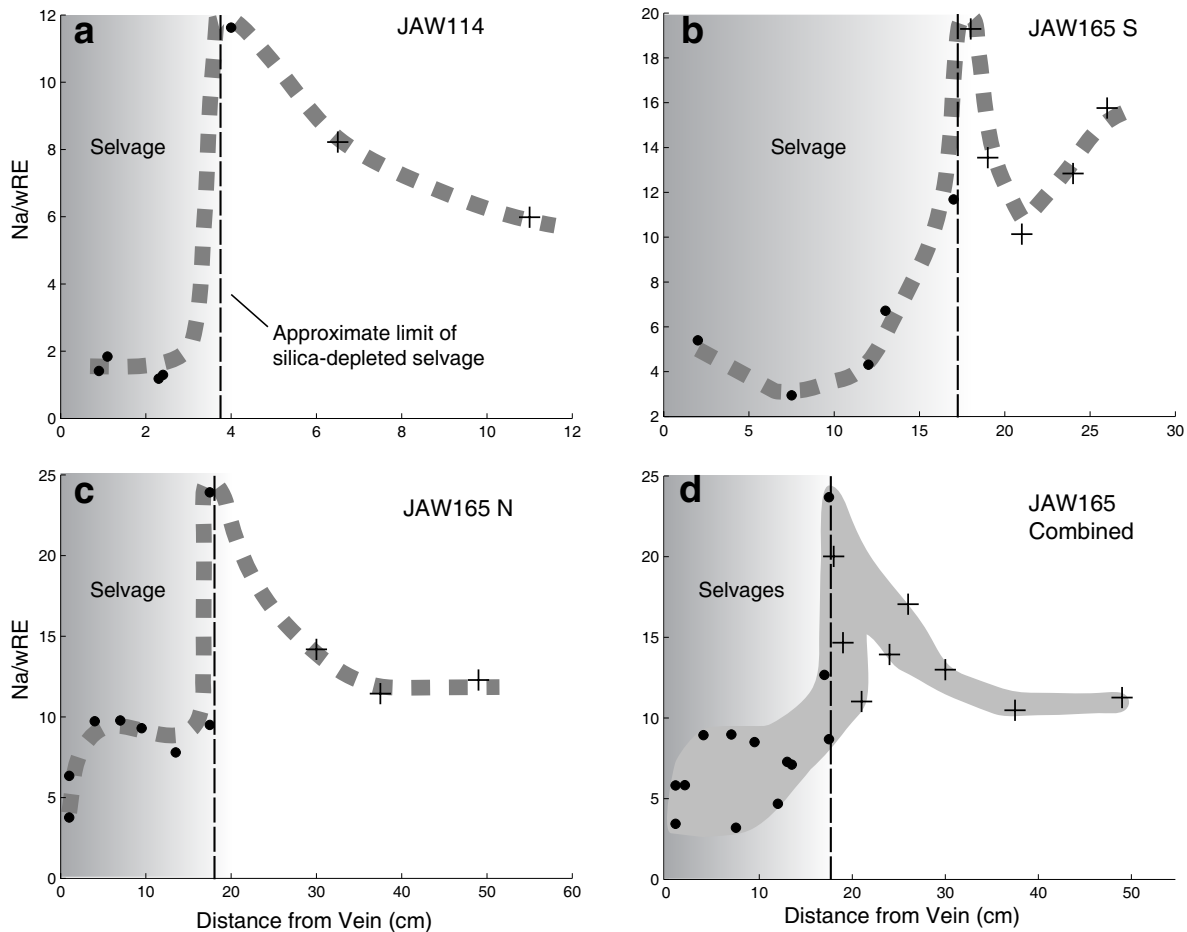 a
JAW114
Selvage
Approximate limit of
silica-depleted selvage
Na/wRE
0
2
4
6
8
10
12
0
2
4
6
8
10
12
b
JAW165 S
Selvage
2
4
6
8
10
12
14
16
18
20
0
5
10
15
20
25
30
c
JAW165 N
Selvage
Na/wRE
0
5
10
15
20
25
0
10
20
30
40
50
60
Distance from Vein (cm)
d
JAW165
Combined
Selvages
0
5
10
15
20
25
0
10
20
30
40
50
Distance from Vein (cm)